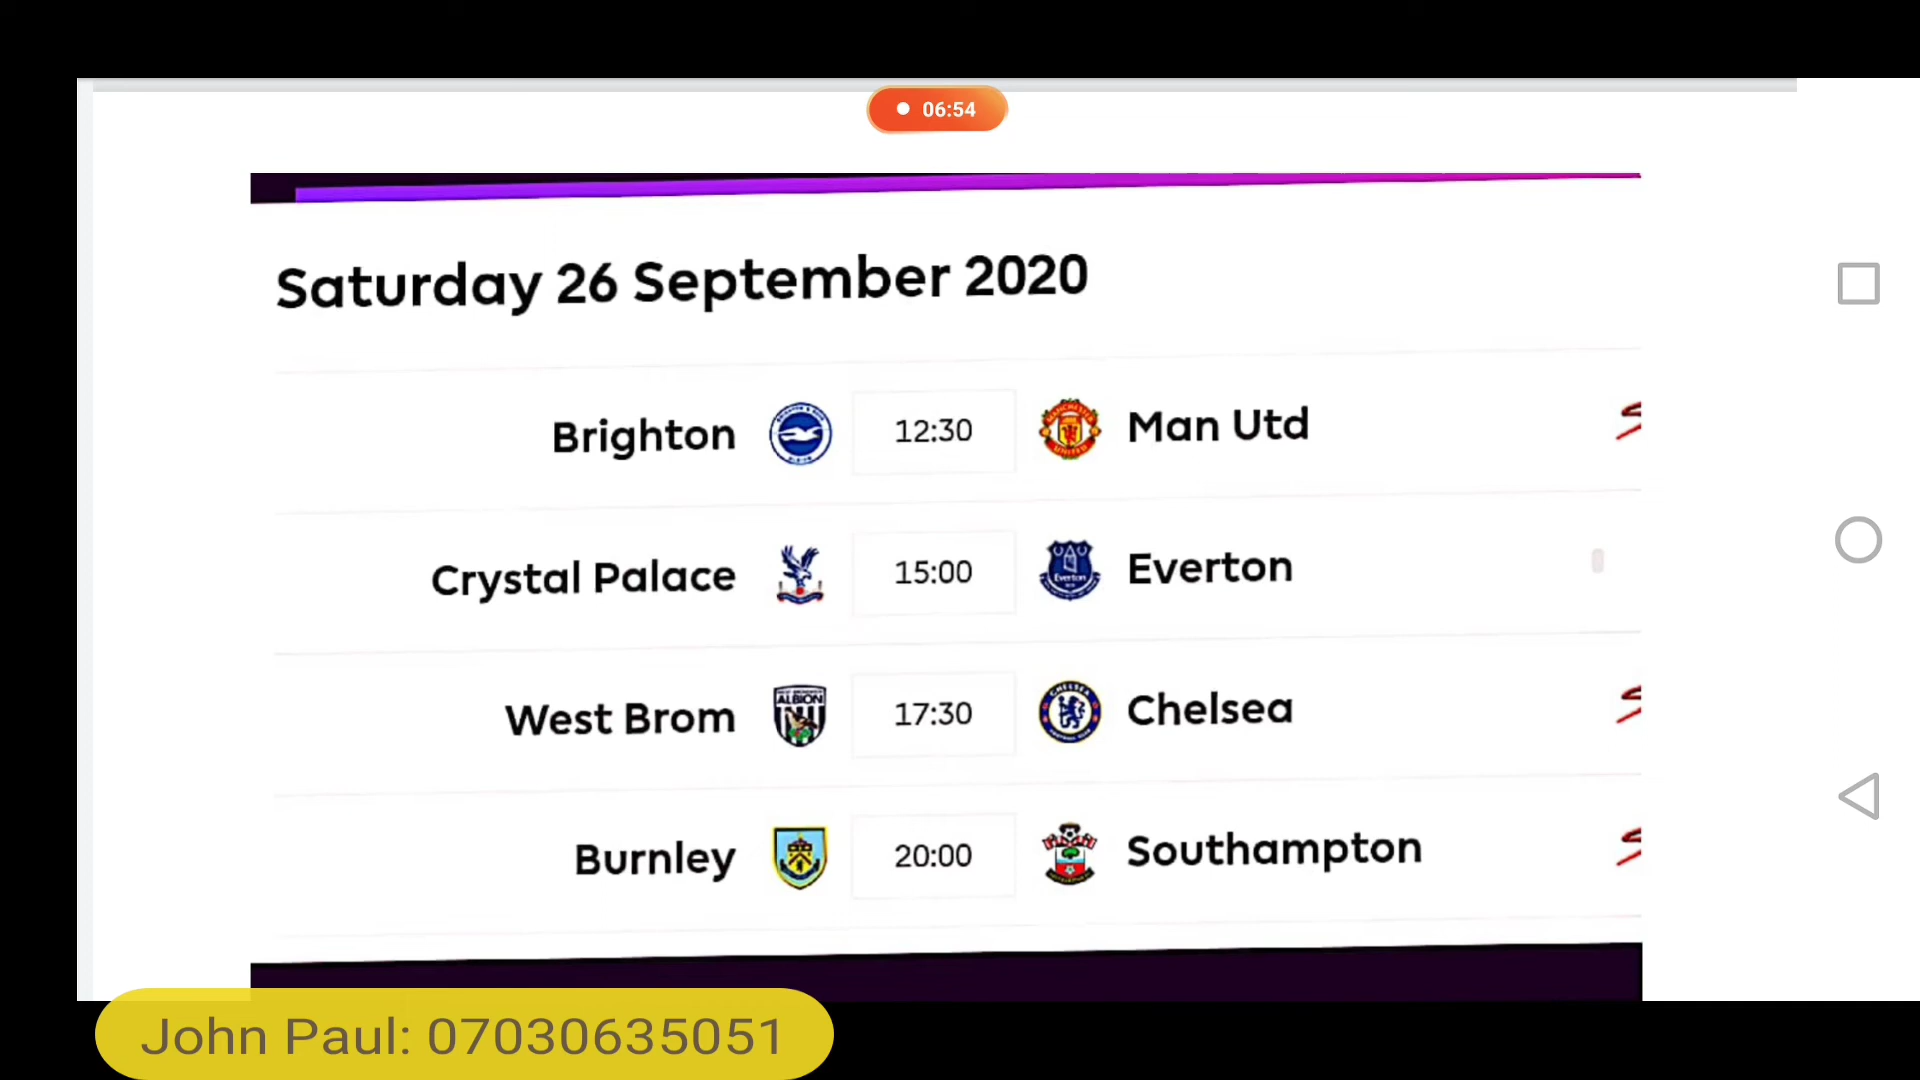 06:54
Saturday 26 September 2020
Brighton 12:30 Man Utd
Crystal Palace 15:00 Everton
West Brom ALBION 17:30 Chelsea
Burnley 20:00 Southampton
John Paul: 07030635051